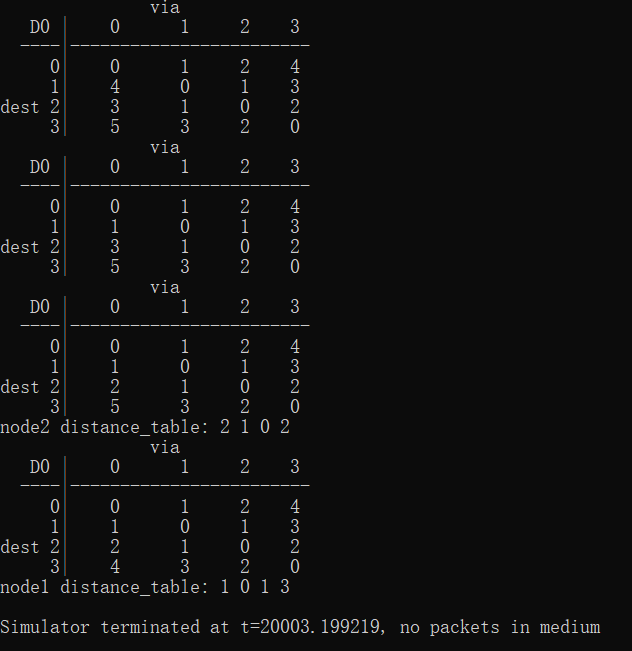 via
   D0 |    0      1     2    3
  ----|------------------------
     0|    0      1     2    4
     1|    4      0     1    3
dest 2|    3      1     0    2
     3|    5      3     2    0
               via
   D0 |    0      1     2    3
  ----|------------------------
     0|    0      1     2    4
     1|    1      0     1    3
dest 2|    3      1     0    2
     3|    5      3     2    0
               via
   D0 |    0      1     2    3
  ----|------------------------
     0|    0      1     2    4
     1|    1      0     1    3
dest 2|    2      1     0    2
     3|    5      3     2    0
node2 distance_table: 2 1 0 2
               via
   D0 |    0      1     2    3
  ----|------------------------
     0|    0      1     2    4
     1|    1      0     1    3
dest 2|    2      1     0    2
     3|    4      3     2    0
node1 distance_table: 1 0 1 3
Simulator terminated at t=20003.199219, no packets in medium